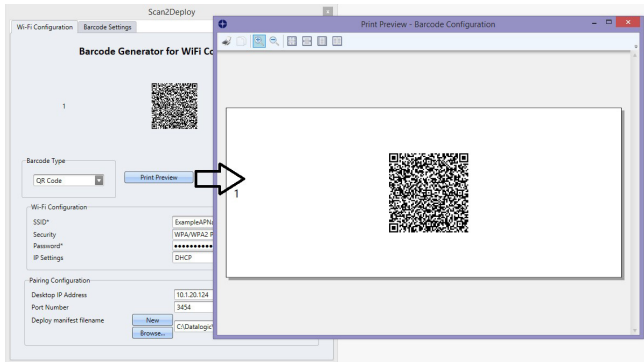 Scan2Deploy
x
Wi-Fi Configuration Barcode Settings
Barcode Generator for WiFi Co
1
Barcode Type
QR Code
Print Preview
Wi-Fi Configuration
SSID* ExampleAPNa
Security WPA/WPA2 P
Password* ••••••••••
IP Settings DHCP
Pairing Configuration
Desktop IP Address 10.1.20.124
Port Number 3454
Deploy manifest filename New
Browse... C:\Datalogic\
Print Preview - Barcode Configuration
1